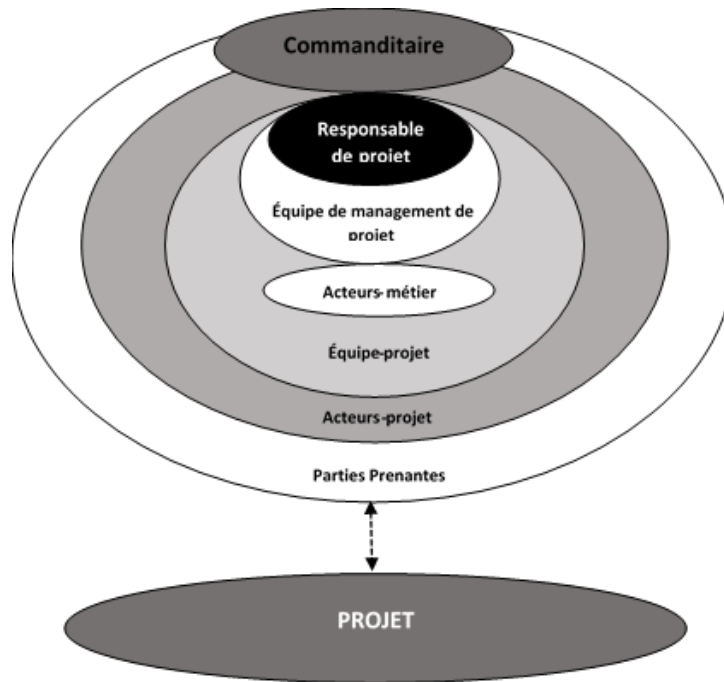 Commanditaire
Responsable
de projet
Équipe de management de
projet
Acteurs-métier
Équipe-projet
Acteurs-projet
Parties Prenantes
PROJET